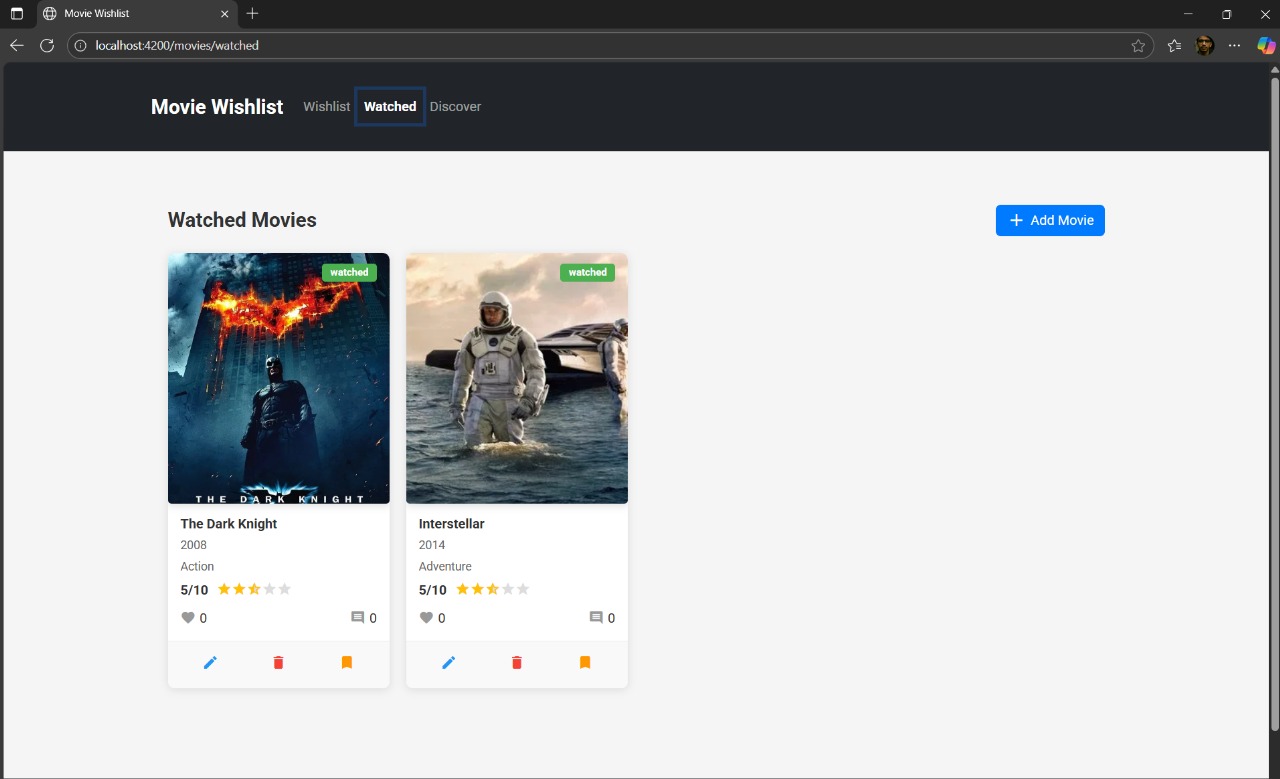 Movie Wishlist
localhost:4200/movies/watched
Movie Wishlist Wishlist Watched Discover
Watched Movies
Add Movie
watched
THE DARK KNIGHT
The Dark Knight
2008
Action
5/10
0 0
watched
Interstellar
2014
Adventure
5/10
0 0